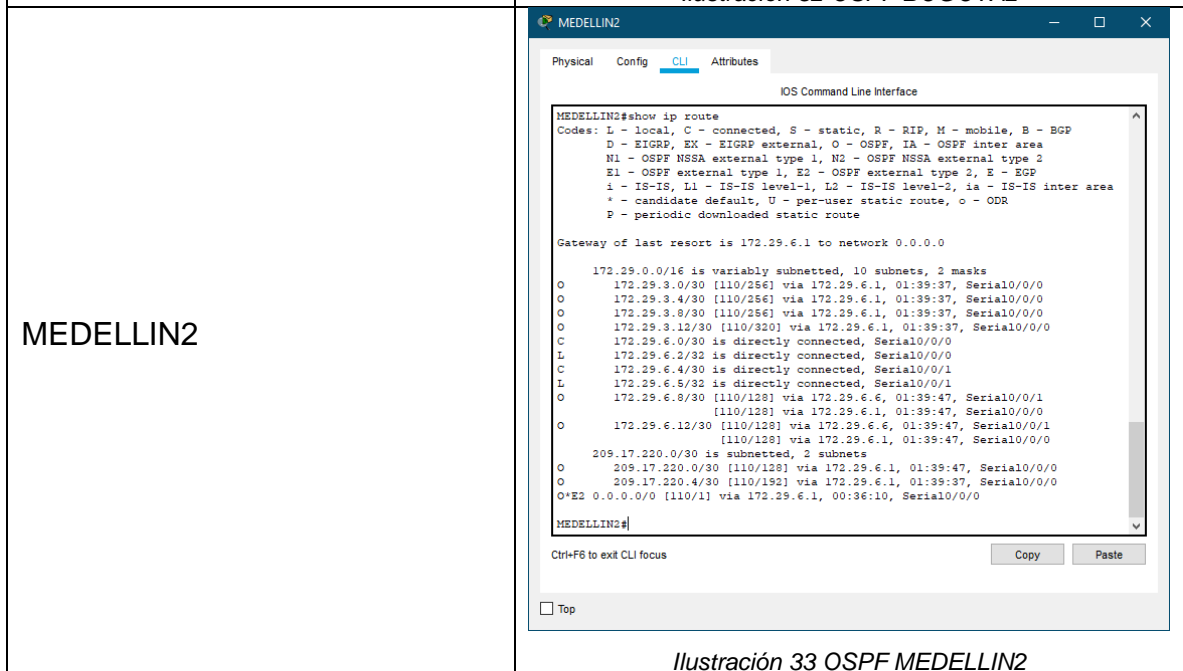 Ilustración 32 OSPF BOGOTA2
MEDELLIN2
MEDELLIN2
Physical Config CLI Attributes
IOS Command Line Interface
MEDELLIN2#show ip route
Codes: L - local, C - connected, S - static, R - RIP, M - mobile, B - BGP
D - EIGRP, EX - EIGRP external, O - OSPF, IA - OSPF inter area
N1 - OSPF NSSA external type 1, N2 - OSPF NSSA external type 2
E1 - OSPF external type 1, E2 - OSPF external type 2, E - EGP
i - IS-IS, L1 - IS-IS level-1, L2 - IS-IS level-2, ia - IS-IS inter area
* - candidate default, U - per-user static route, o - ODR
P - periodic downloaded static route
Gateway of last resort is 172.29.6.1 to network 0.0.0.0
172.29.0.0/16 is variably subnetted, 10 subnets, 2 masks
O 172.29.3.0/30 [110/256] via 172.29.6.1, 01:39:37, Serial0/0/0
O 172.29.3.4/30 [110/256] via 172.29.6.1, 01:39:37, Serial0/0/0
O 172.29.3.8/30 [110/256] via 172.29.6.1, 01:39:37, Serial0/0/0
O 172.29.3.12/30 [110/320] via 172.29.6.1, 01:39:37, Serial0/0/0
C 172.29.6.0/30 is directly connected, Serial0/0/0
L 172.29.6.2/32 is directly connected, Serial0/0/0
C 172.29.6.4/30 is directly connected, Serial0/0/1
L 172.29.6.5/32 is directly connected, Serial0/0/1
O 172.29.6.8/30 [110/128] via 172.29.6.6, 01:39:47, Serial0/0/1
[110/128] via 172.29.6.1, 01:39:47, Serial0/0/0
O 172.29.6.12/30 [110/128] via 172.29.6.6, 01:39:47, Serial0/0/1
[110/128] via 172.29.6.1, 01:39:47, Serial0/0/0
209.17.220.0/30 is subnetted, 2 subnets
O 209.17.220.0/30 [110/128] via 172.29.6.1, 01:39:47, Serial0/0/0
O 209.17.220.4/30 [110/192] via 172.29.6.1, 01:39:37, Serial0/0/0
O*E2 0.0.0.0/0 [110/1] via 172.29.6.1, 00:36:10, Serial0/0/0
MEDELLIN2#
Ctrl+F6 to exit CLI focus
Copy Paste
Top
Ilustración 33 OSPF MEDELLIN2